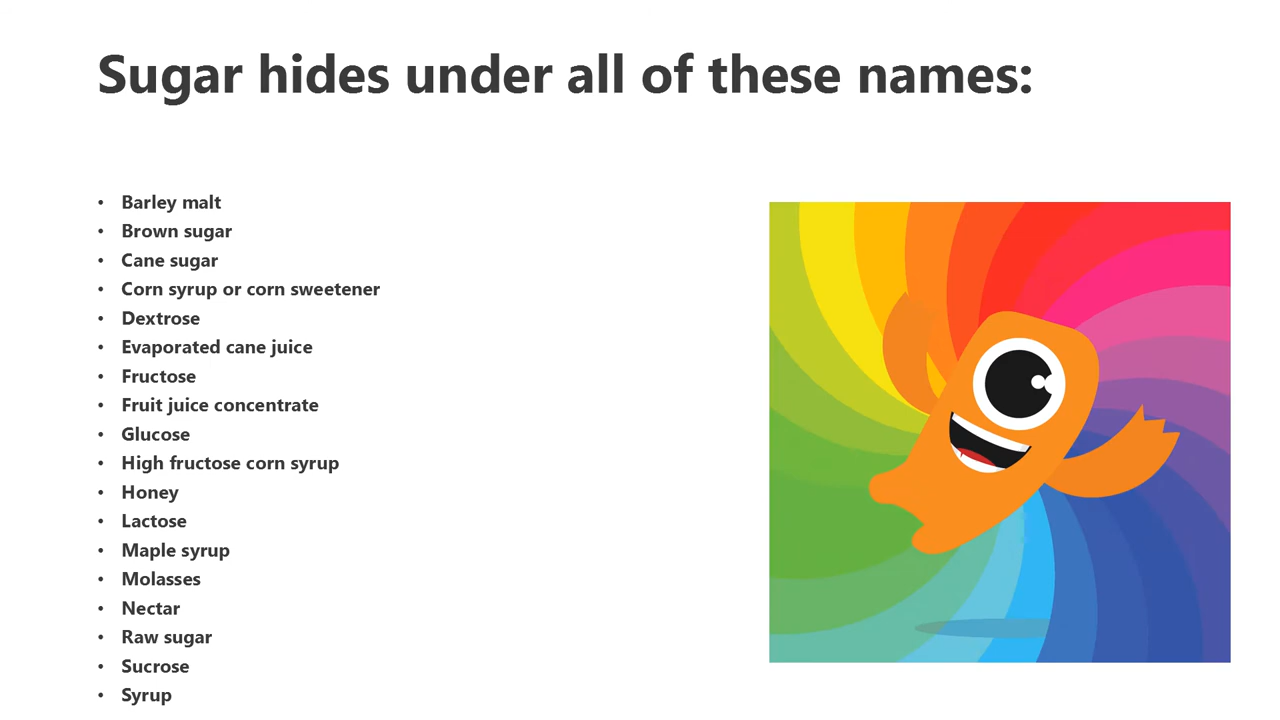 Sugar hides under all of these names:
• Barley malt
• Brown sugar
• Cane sugar
• Corn syrup or corn sweetener
• Dextrose
• Evaporated cane juice
• Fructose
• Fruit juice concentrate
• Glucose
• High fructose corn syrup
• Honey
• Lactose
• Maple syrup
• Molasses
• Nectar
• Raw sugar
• Sucrose
• Syrup